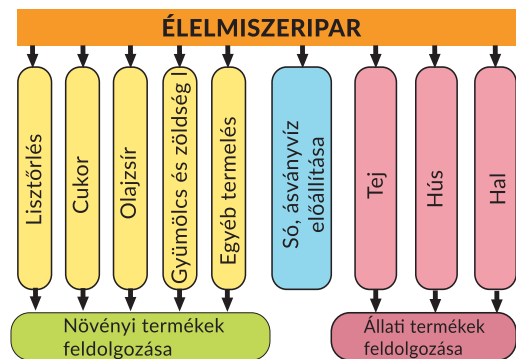 ÉLELMISZERIPAR
Lisztőrlés
Cukor
Olajzsír
Gyümölcs és zöldség l
Egyéb termelés
Só, ásványvíz
előállítása
Tej
Hús
Hal
Növényi termékek
feldolgozása
Állati termékek
feldolgozása